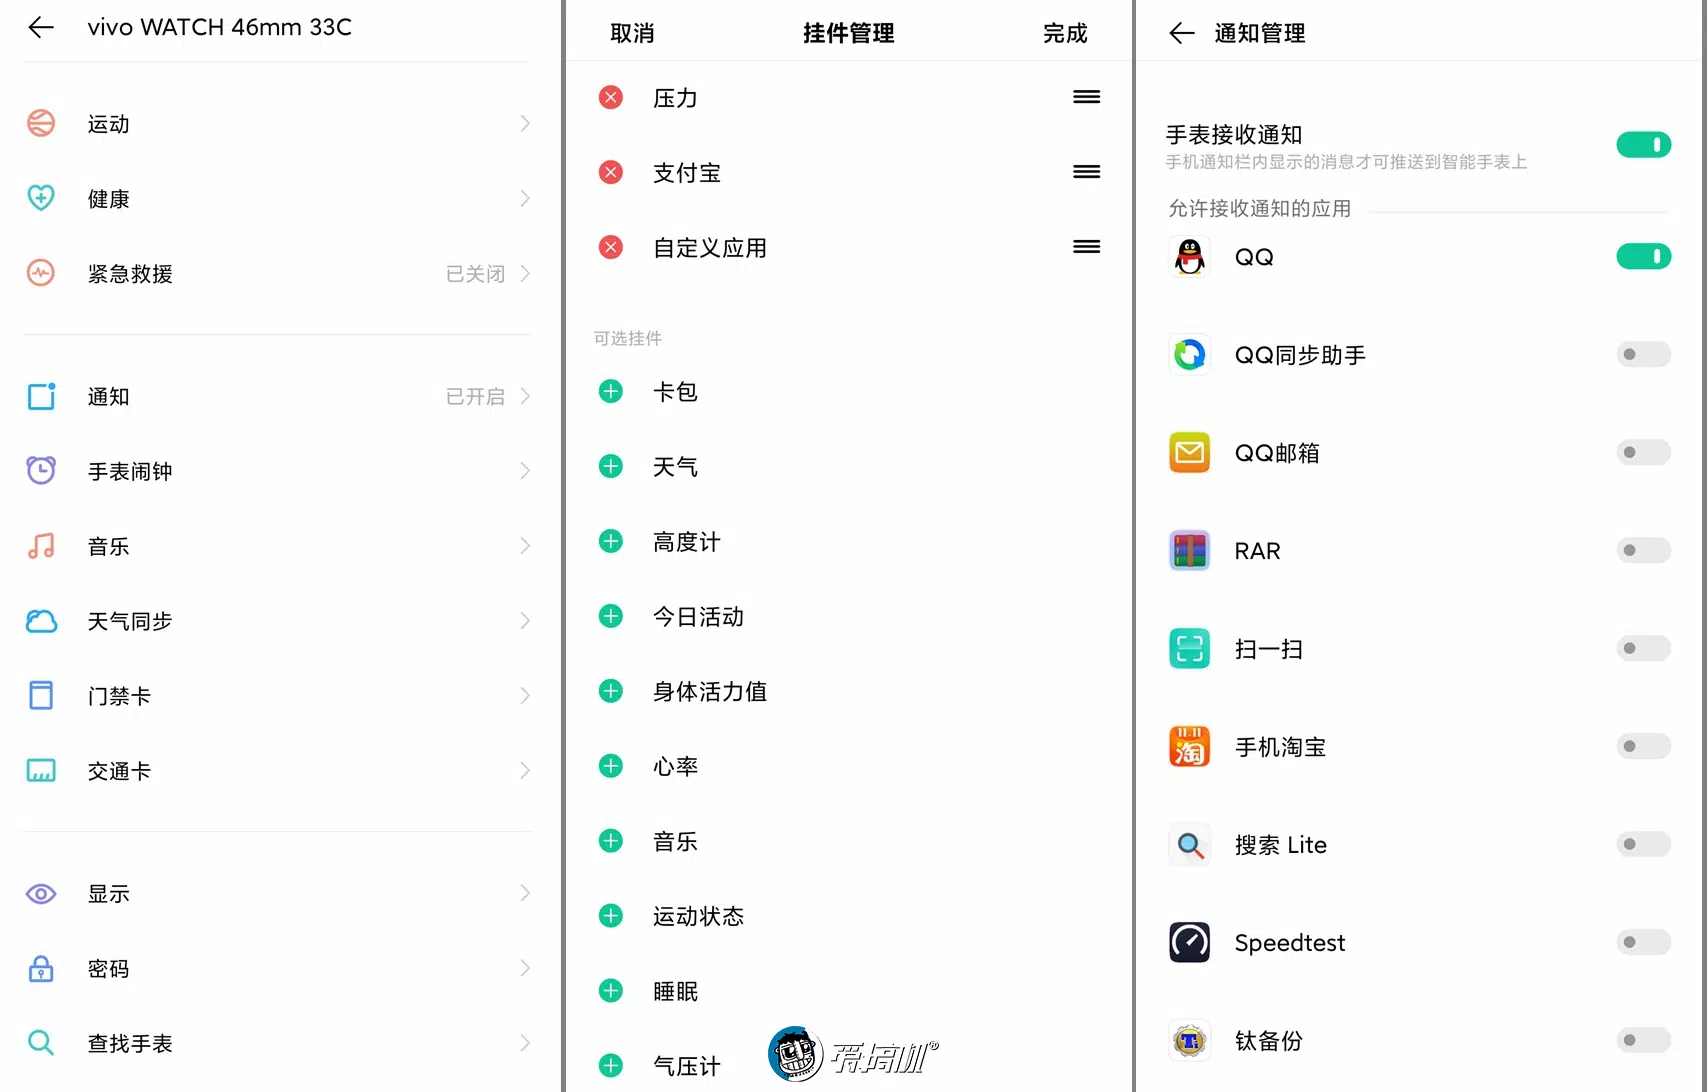 vivo WATCH 46mm 33C
运动
健康
紧急救援 已关闭
通知 已开启
手表闹钟
音乐
天气同步
门禁卡
交通卡
显示
密码
查找手表
取消 挂件管理 完成
压力
支付宝
自定义应用
可选挂件
卡包
天气
高度计
今日活动
身体活力值
心率
音乐
运动状态
睡眠
气压计
爱搞机®
通知管理
手表接收通知
手机通知栏内显示的消息才可推送到智能手表上
允许接收通知的应用
QQ
QQ同步助手
QQ邮箱
RAR
扫一扫
11.11
淘
手机淘宝
搜索 Lite
Speedtest
Ti
钛备份